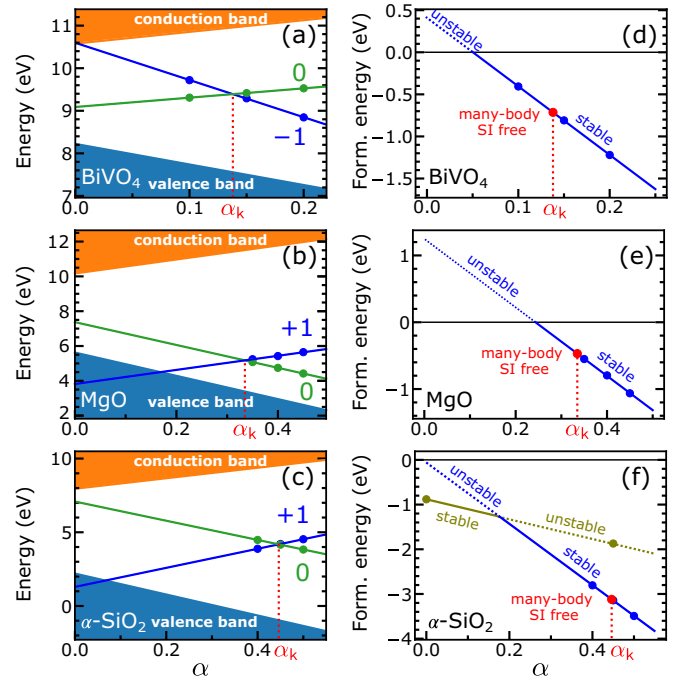 11
10
9
8
7
Energy (eV)
conduction band
(a)
0
−1
BiVO4
valence band
0.0
0.1
0.2
αk
(d)
0.5
0.0
−0.5
−1.0
−1.5
Form. energy (eV)
unstable
many-body
SI free
stable
BiVO4
0.0
0.1
0.2
αk
12
10
8
6
4
2
Energy (eV)
conduction band
(b)
+1
0
MgO
valence band
0.0
0.2
0.4
αk
(e)
1
0
−1
Form. energy (eV)
unstable
many-body
SI free
stable
MgO
0.0
0.2
0.4
αk
10
5
0
Energy (eV)
conduction band
(c)
+1
0
α-SiO2
valence band
0.0
0.2
0.4
αk
α
(f)
0
−1
−2
−3
−4
Form. energy (eV)
unstable
stable
unstable
stable
many-body
SI free
α-SiO2
0.0
0.2
0.4
αk
α